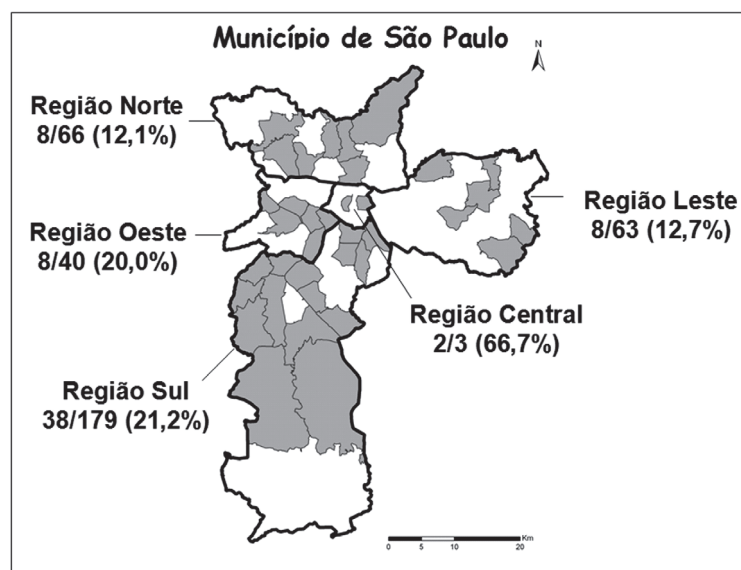 Município de São Paulo
N
Região Norte
8/66 (12,1%)
Região Leste
8/63 (12,7%)
Região Oeste
8/40 (20,0%)
Região Central
2/3 (66,7%)
Região Sul
38/179 (21,2%)
Km
0 5 10 20